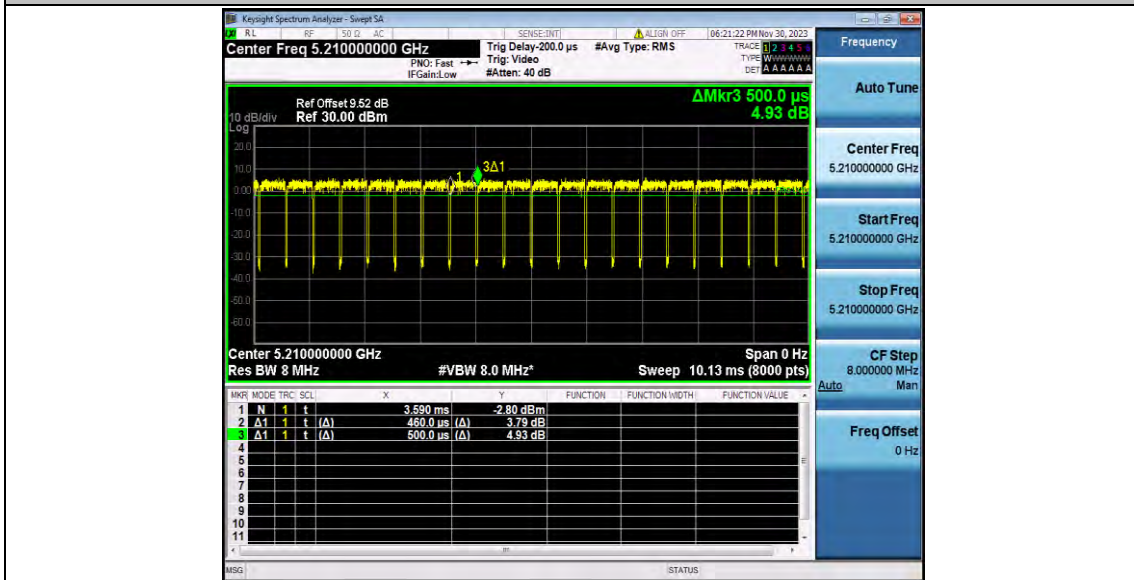 Keysight Spectrum Analyzer - Swept SA
RL RF 50 Ω AC SENSE:INT ALIGN OFF 06:21:22 PM Nov 30, 2023
Center Freq 5.210000000 GHz
PNO: Fast
IFGain:Low
Trig Delay-200.0 µs
Trig: Video
#Atten: 40 dB
#Avg Type: RMS
TRACE 1 2 3 4 5 6
TYPE WWWWWW
DET A A A A A A
Ref Offset 9.52 dB
10 dB/div Ref 30.00 dBm
Log
ΔMkr3 500.0 µs
4.93 dB
20.0
10.0
0.00
-10.0
-20.0
-30.0
-40.0
-50.0
-60.0
1
3Δ1
Center 5.210000000 GHz Span 0 Hz
Res BW 8 MHz #VBW 8.0 MHz* Sweep 10.13 ms (8000 pts)
MKR MODE TRC SCL X Y FUNCTION FUNCTION WIDTH FUNCTION VALUE
1 N 1 t 3.590 ms -2.80 dBm
2 Δ1 1 t (Δ) 460.0 µs (Δ) 3.79 dB
3 Δ1 1 t (Δ) 500.0 µs (Δ) 4.93 dB
4
5
6
7
8
9
10
11
MSG STATUS
Frequency
Auto Tune
Center Freq
5.210000000 GHz
Start Freq
5.210000000 GHz
Stop Freq
5.210000000 GHz
CF Step
8.000000 MHz
Auto Man
Freq Offset
0 Hz